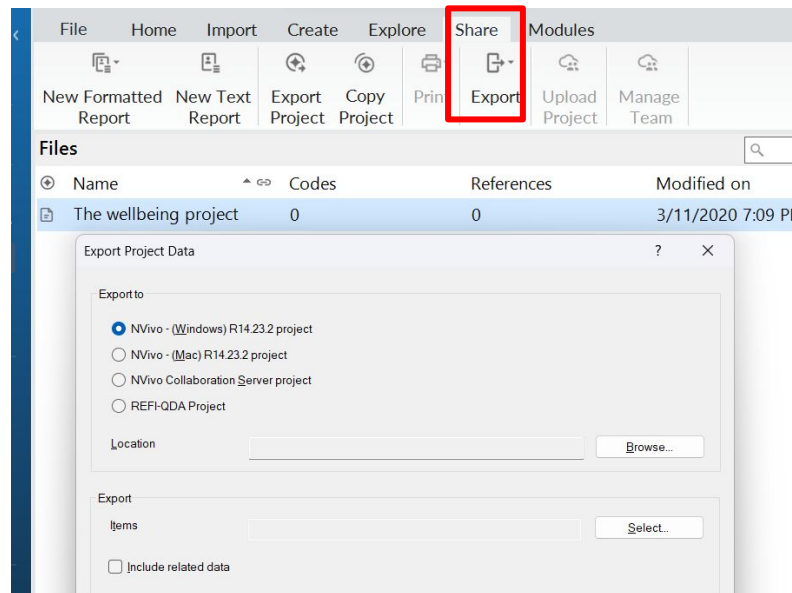 File Home Import Create Explore Share Modules
New Formatted Report New Text Report Export Project Copy Project Print Export Upload Project Manage Team
Files
Name Codes References Modified on
The wellbeing project 0 0 3/11/2020 7:09 P
Export Project Data ? ×
Export to
NVivo - (Windows) R14.23.2 project
NVivo - (Mac) R14.23.2 project
NVivo Collaboration Server project
REFI-QDA Project
Location Browse...
Export
Items Select...
Include related data